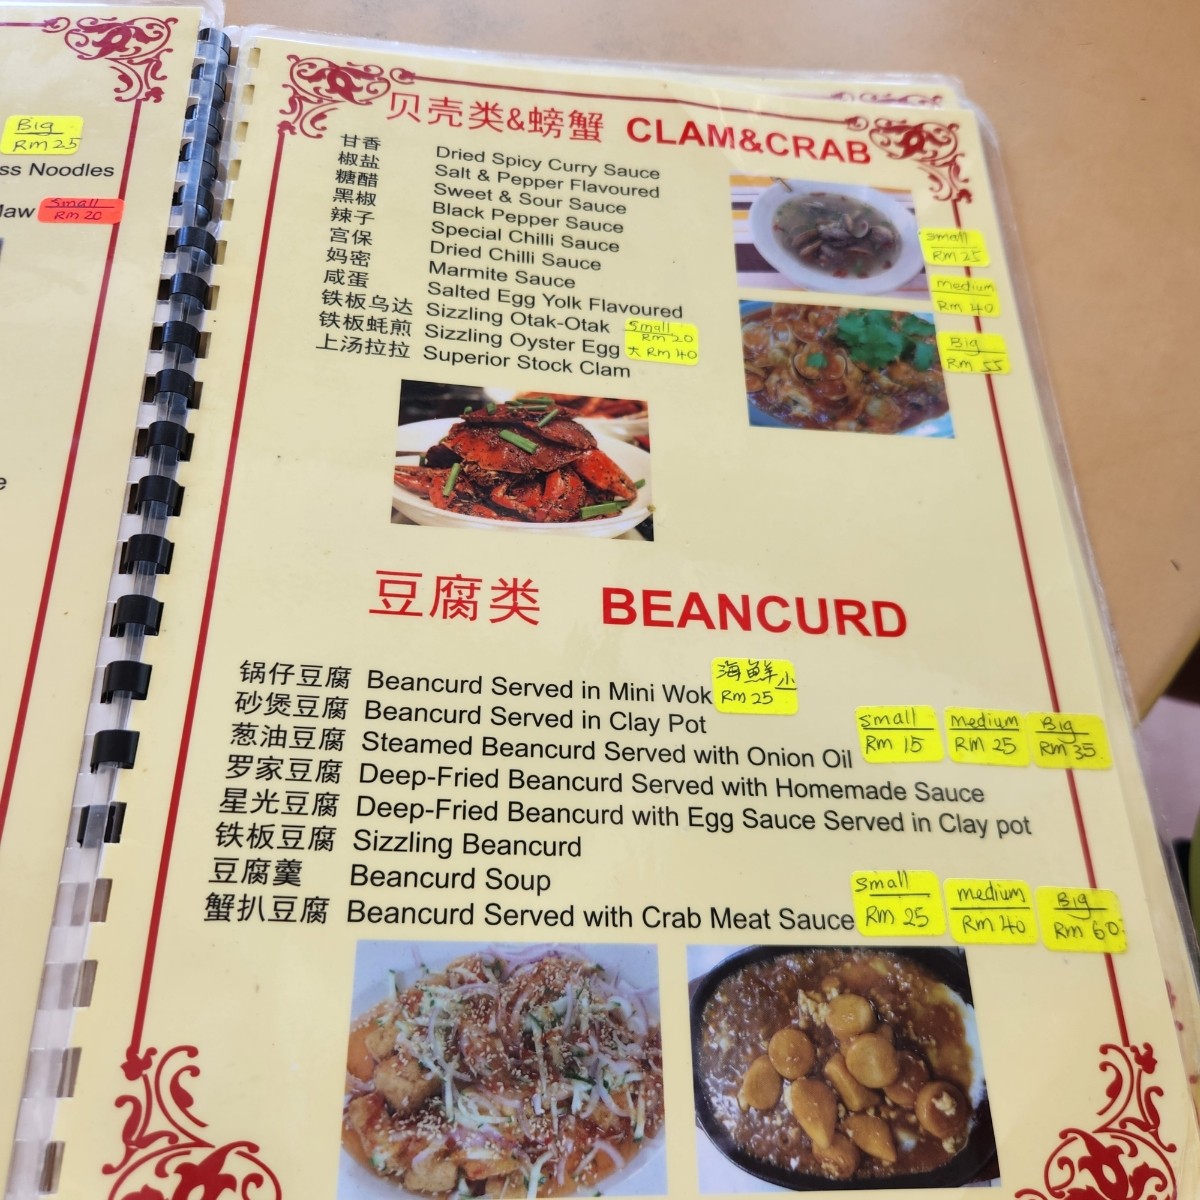 Big
RM 25
ss Noodles
Maw
Small
RM 20
e
贝壳类&螃蟹 CLAM&CRAB
甘香 Dried Spicy Curry Sauce
椒盐 Salt & Pepper Flavoured
糖醋 Sweet & Sour Sauce
黑椒 Black Pepper Sauce
辣子 Special Chilli Sauce
宫保 Dried Chilli Sauce
妈密 Marmite Sauce
咸蛋 Salted Egg Yolk Flavoured
铁板乌达 Sizzling Otak-Otak
铁板蚝煎 Sizzling Oyster Egg
上汤拉拉 Superior Stock Clam
Small
RM 20
大 RM 40
small
RM 25
medium
RM 40
Big
RM 55
豆腐类 BEANCURD
锅仔豆腐 Beancurd Served in Mini Wok
海鲜 小
RM 25
砂煲豆腐 Beancurd Served in Clay Pot
葱油豆腐 Steamed Beancurd Served with Onion Oil
small
RM 15
medium
RM 25
Big
RM 35
罗家豆腐 Deep-Fried Beancurd Served with Homemade Sauce
星光豆腐 Deep-Fried Beancurd with Egg Sauce Served in Clay pot
铁板豆腐 Sizzling Beancurd
豆腐羹 Beancurd Soup
蟹扒豆腐 Beancurd Served with Crab Meat Sauce
small
RM 25
medium
RM 40
Big
RM 60